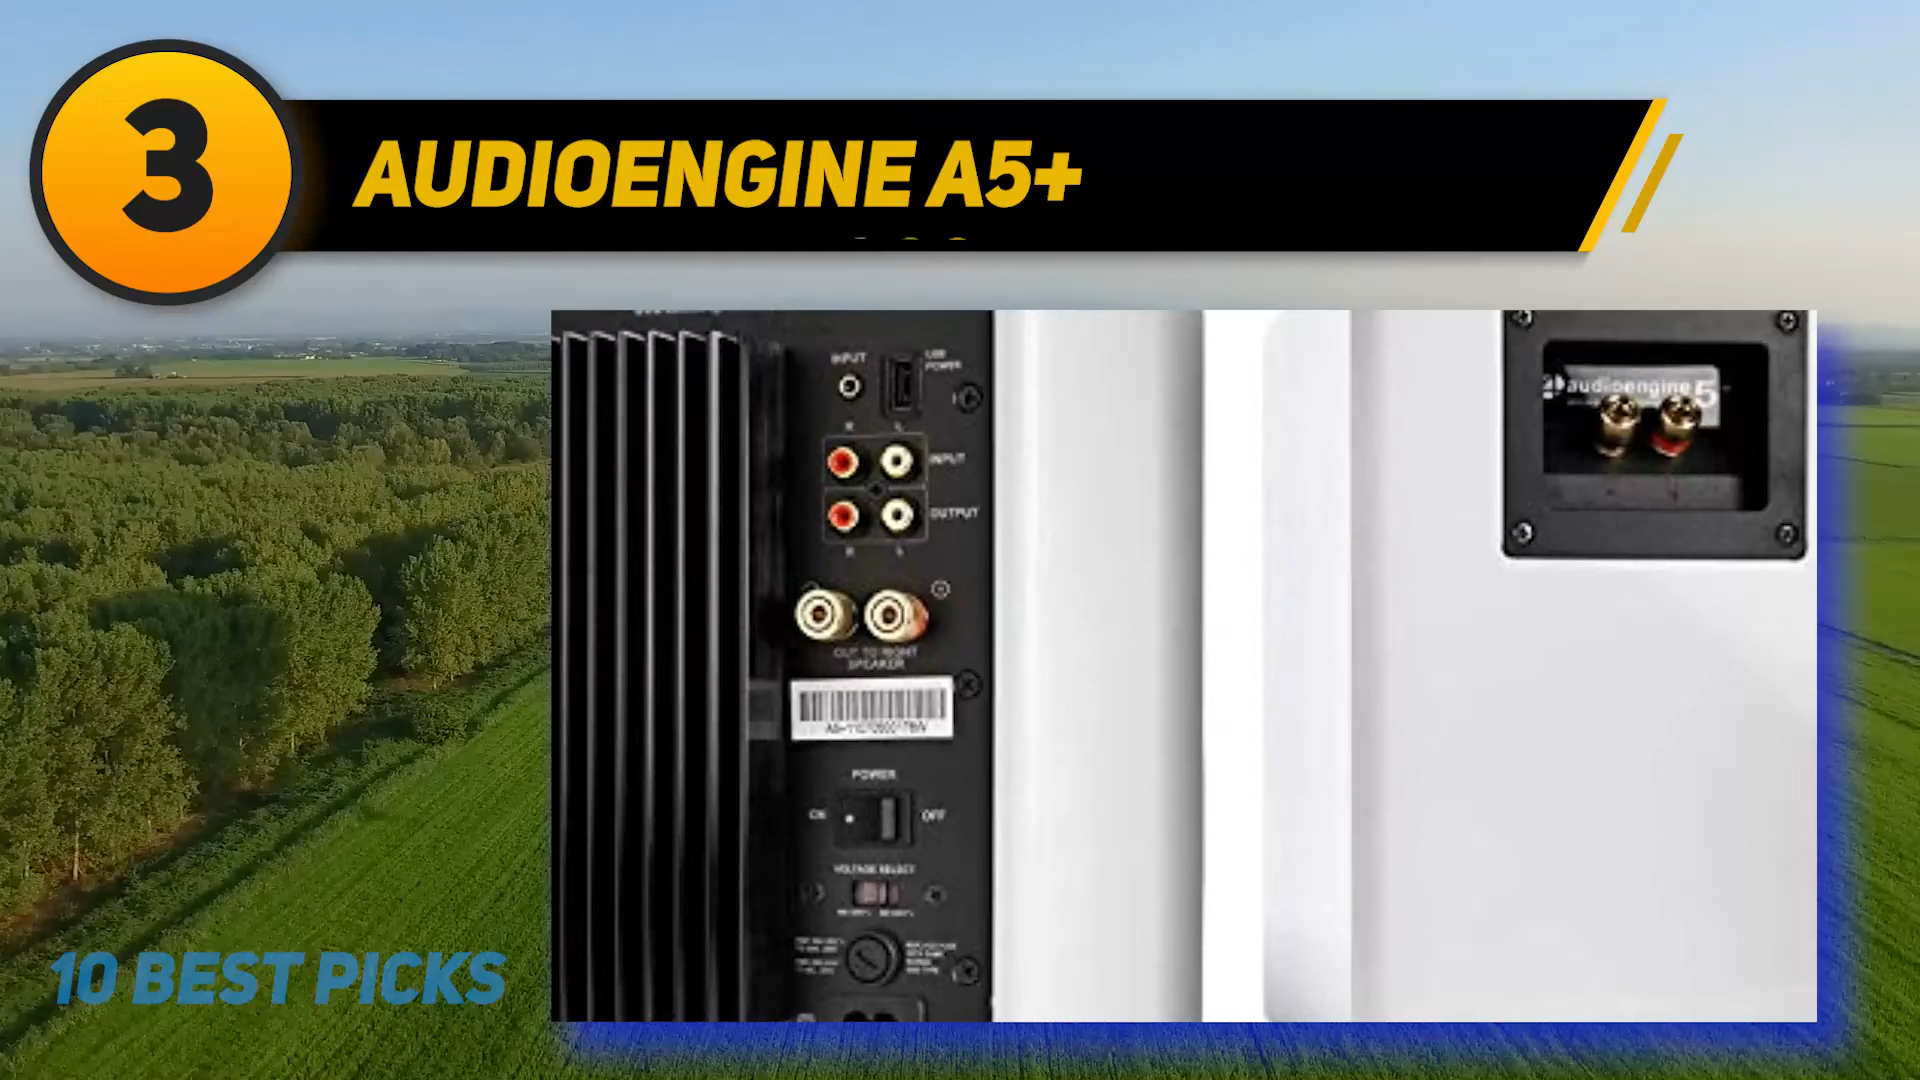 3
AUDIOENGINE A5+
INPUT
USB
POWER
R L
INPUT
OUTPUT
R L
OUT TO RIGHT
SPEAKER
POWER
ON OFF
VOLTAGE SELECT
audioengine 5
10 BEST PICKS